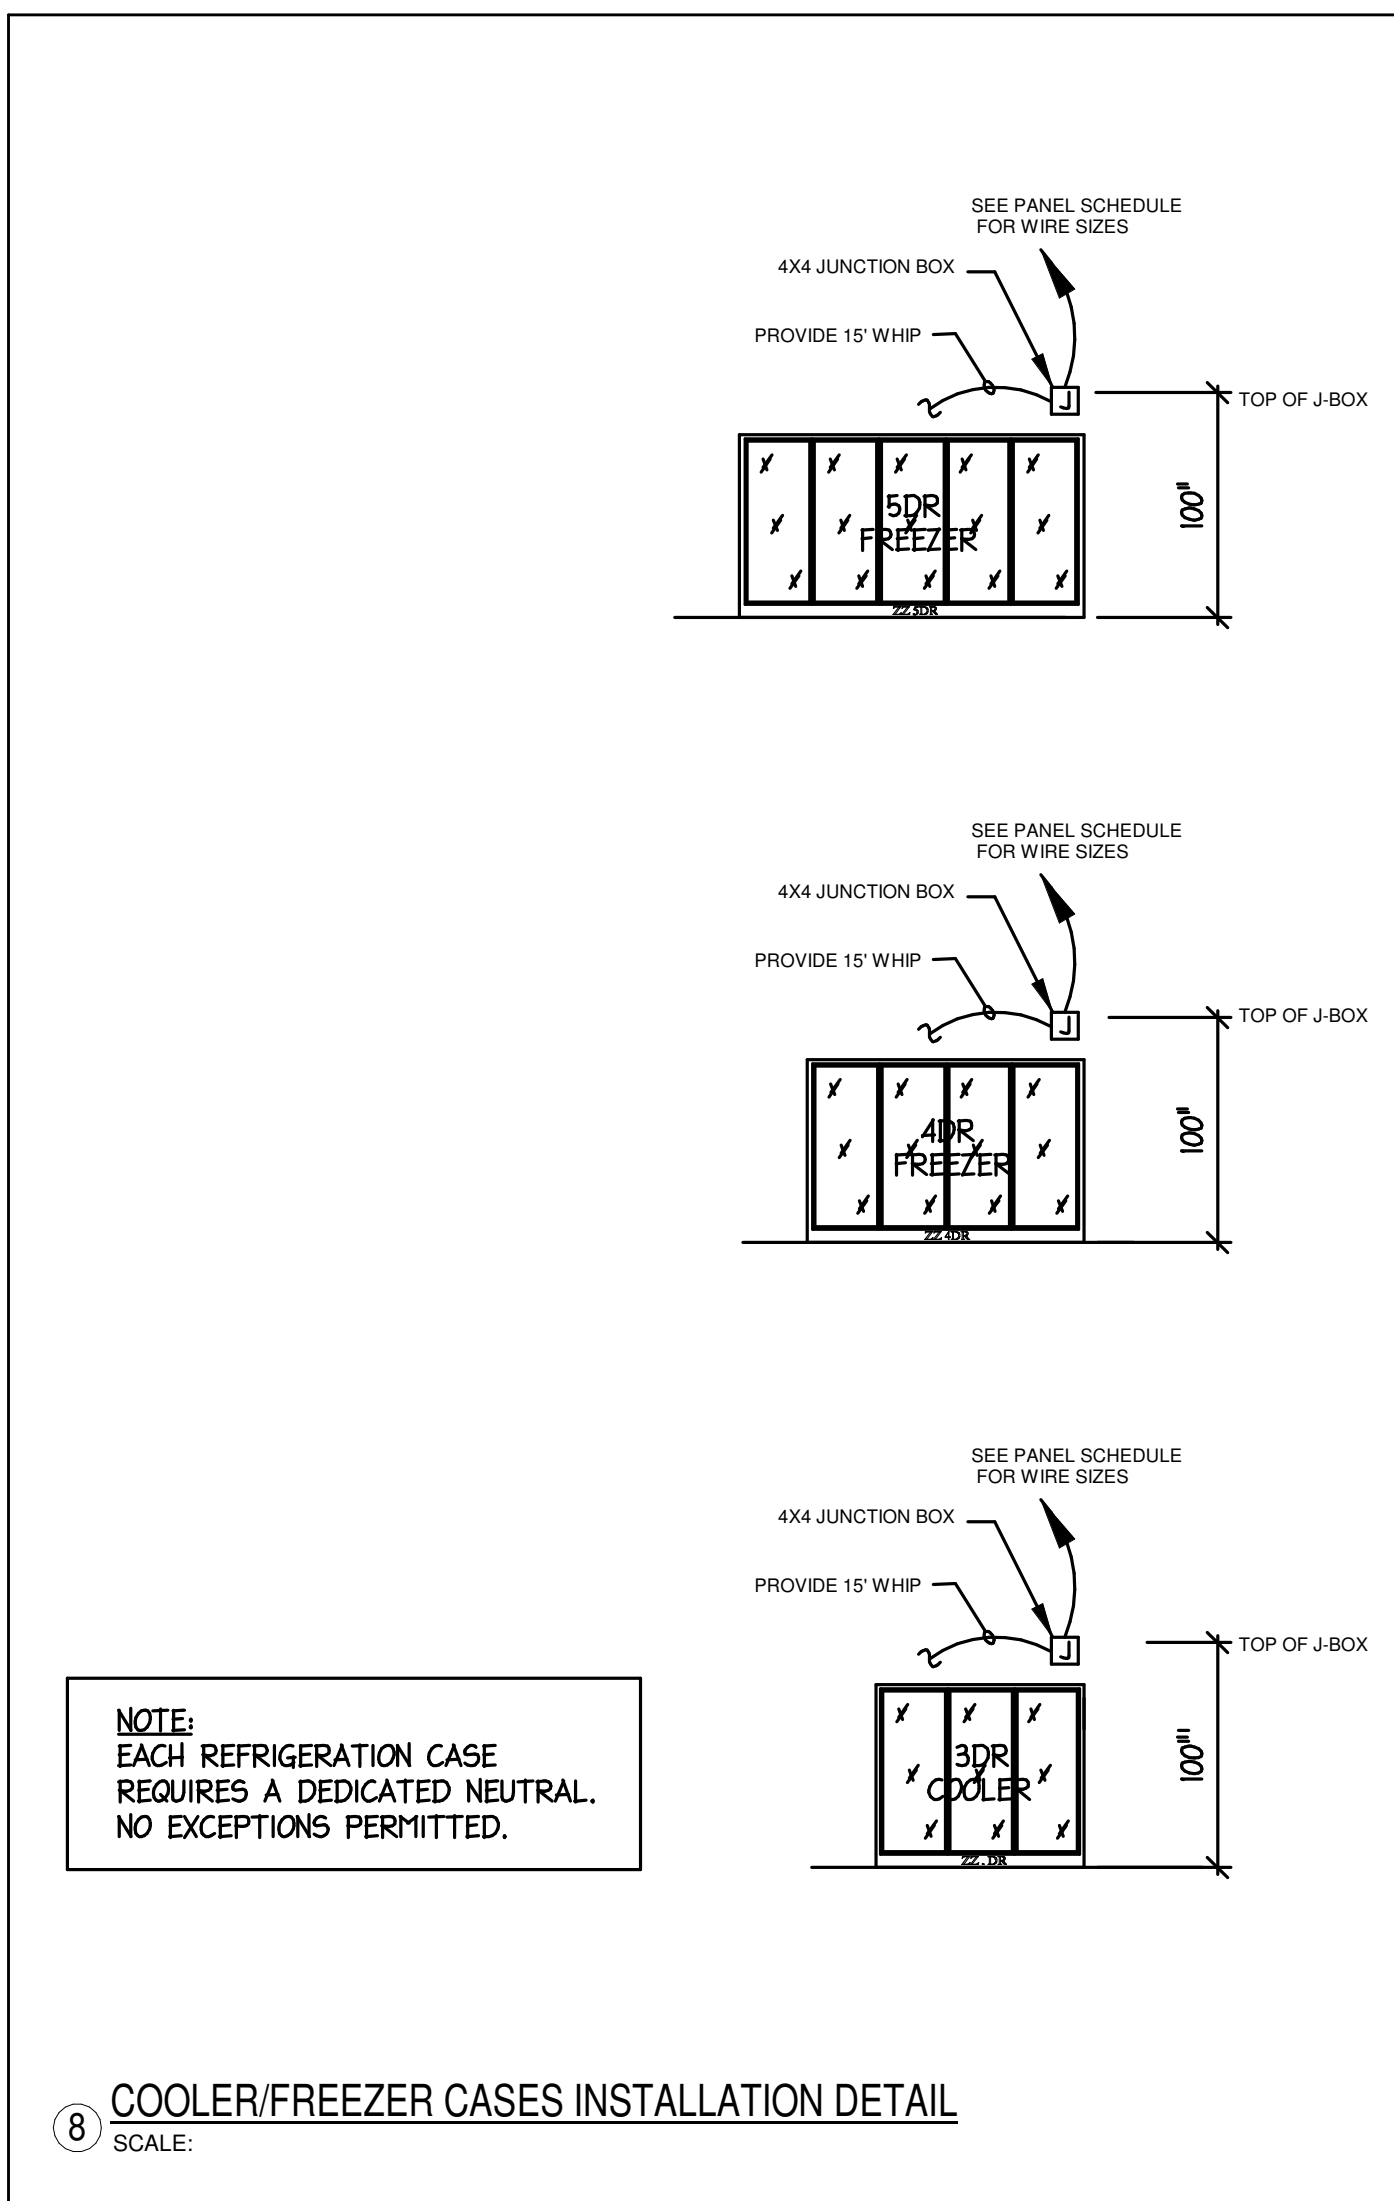 SEE PANEL SCHEDULE
FOR WIRE SIZES
4X4 JUNCTION BOX
PROVIDE 15' WHIP
J
TOP OF J-BOX
5DR
FREEZER
100"
ZZ 5DR
SEE PANEL SCHEDULE
FOR WIRE SIZES
4X4 JUNCTION BOX
PROVIDE 15' WHIP
J
TOP OF J-BOX
4DR
FREEZER
100"
ZZ 4DR
SEE PANEL SCHEDULE
FOR WIRE SIZES
4X4 JUNCTION BOX
PROVIDE 15' WHIP
J
TOP OF J-BOX
3DR
COOLER
100"
ZZ . DR
NOTE:
EACH REFRIGERATION CASE
REQUIRES A DEDICATED NEUTRAL.
NO EXCEPTIONS PERMITTED.
8 COOLER/FREEZER CASES INSTALLATION DETAIL
SCALE: